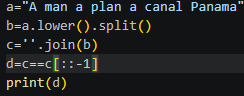 a="A man a plan a canal Panama"
b=a.lower().split()
c=''.join(b)
d=c==c[::-1]
print(d)